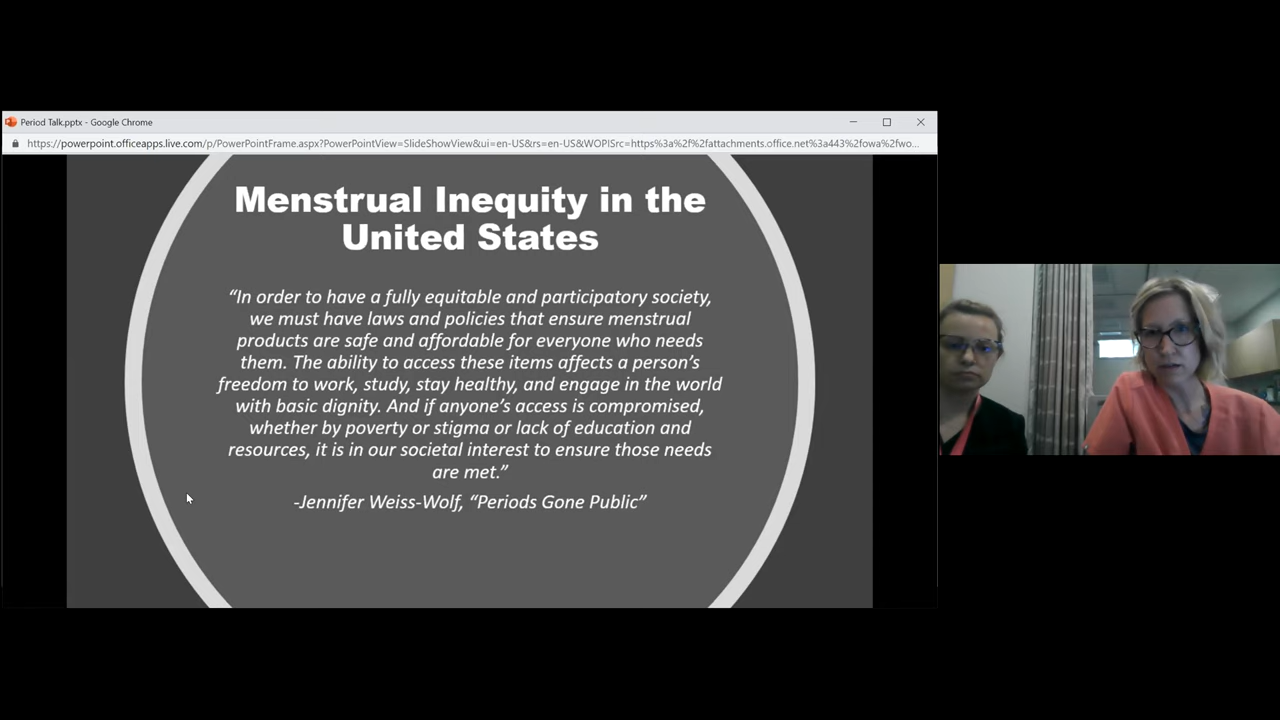 Period Talk.pptx - Google Chrome
https://powerpoint.officeapps.live.com/p/PowerPointFrame.aspx?PowerPointView=SlideShowView&ui=en-US&rs=en-US&WOPISrc=https%3a%2f%2fattachments.office.net%3a443%2fowa%2fwo...
Menstrual Inequity in the
United States
“In order to have a fully equitable and participatory society,
we must have laws and policies that ensure menstrual
products are safe and affordable for everyone who needs
them. The ability to access these items affects a person’s
freedom to work, study, stay healthy, and engage in the world
with basic dignity. And if anyone’s access is compromised,
whether by poverty or stigma or lack of education and
resources, it is in our societal interest to ensure those needs
are met.”
-Jennifer Weiss-Wolf, “Periods Gone Public”